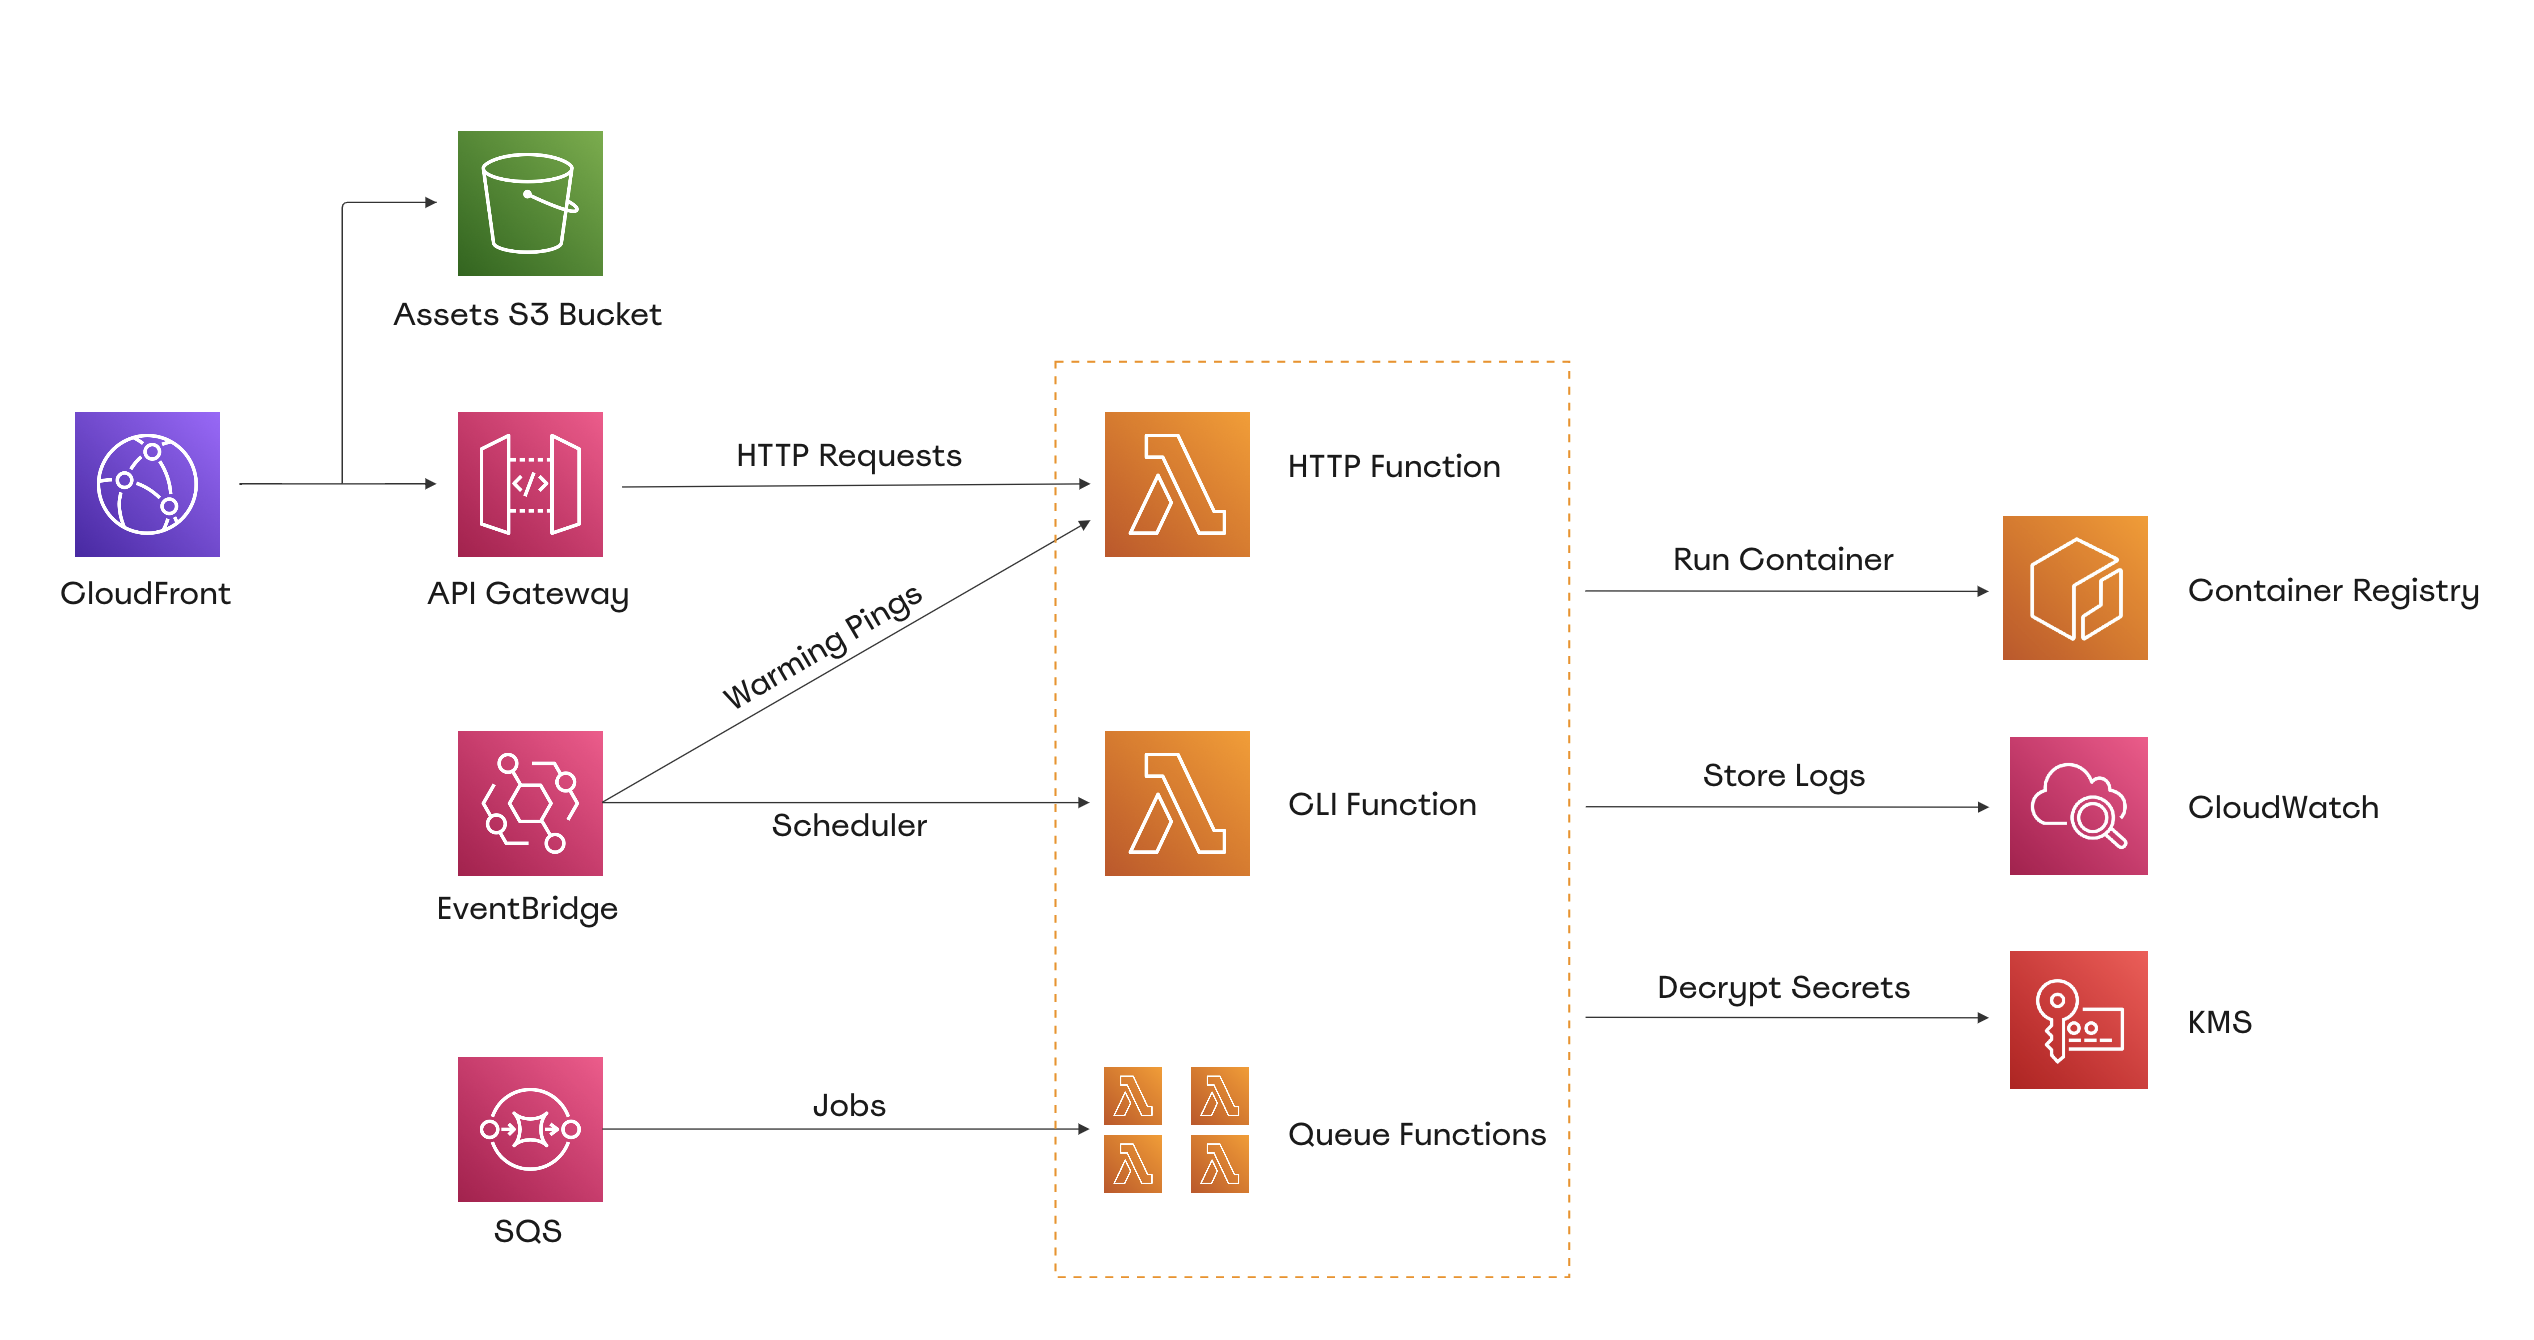 Assets S3 Bucket
CloudFront
API Gateway
HTTP Requests
HTTP Function
Warming Pings
EventBridge
Scheduler
CLI Function
SQS
Jobs
Queue Functions
Run Container
Container Registry
Store Logs
CloudWatch
Decrypt Secrets
KMS